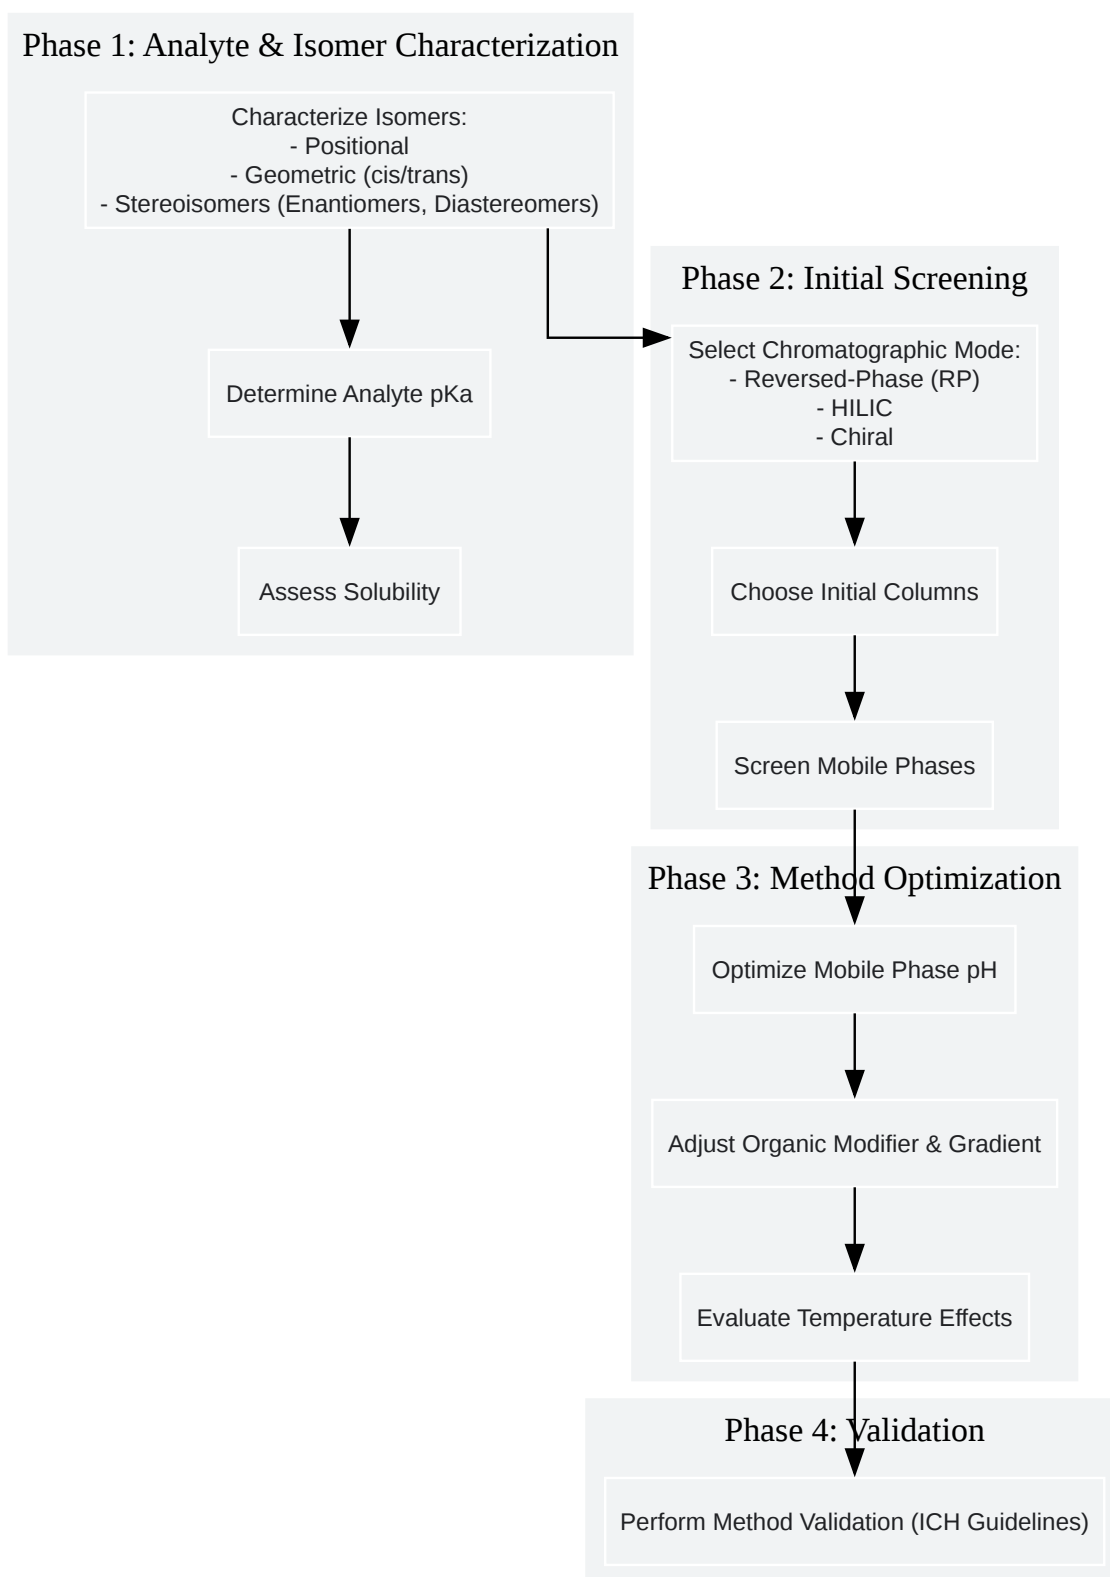 Phase 1: Analyte & Isomer Characterization
Characterize Isomers:
- Positional
- Geometric (cis/trans)
- Stereoisomers (Enantiomers, Diastereomers)
Determine Analyte pKa
Assess Solubility
Phase 2: Initial Screening
Select Chromatographic Mode:
- Reversed-Phase (RP)
- HILIC
- Chiral
Choose Initial Columns
Screen Mobile Phases
Phase 3: Method Optimization
Optimize Mobile Phase pH
Adjust Organic Modifier & Gradient
Evaluate Temperature Effects
Phase 4: Validation
Perform Method Validation (ICH Guidelines)